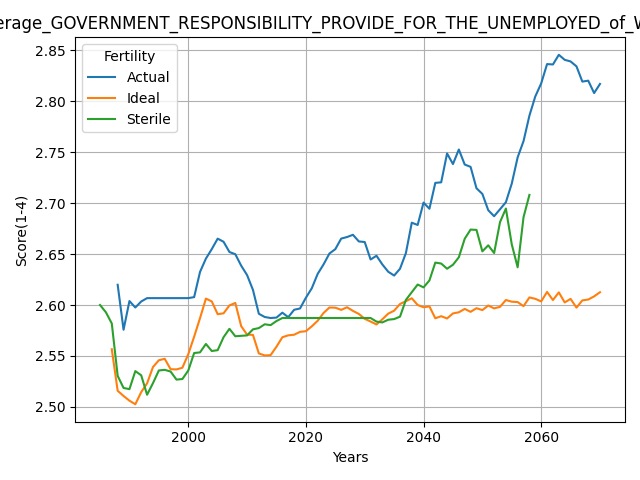 erage_GOVERNMENT_RESPONSIBILITY_PROVIDE_FOR_THE_UNEMPLOYED_of_W
Fertility
Actual
Ideal
Sterile
Score(1-4)
2.85
2.80
2.75
2.70
2.65
2.60
2.55
2.50
2000
2020
2040
2060
Years